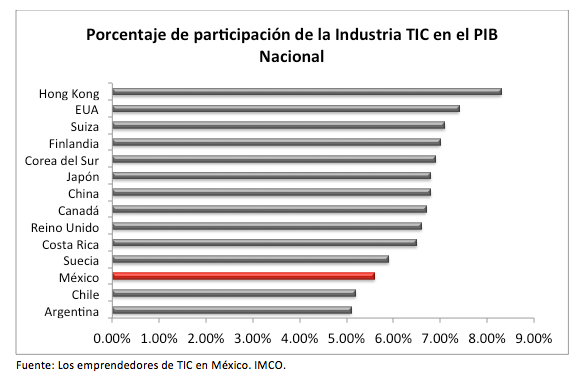 Porcentaje de participación de la Industria TIC en el PIB
Nacional
Hong Kong
EUA
Suiza
Finlandia
Corea del Sur
Japón
China
Canadá
Reino Unido
Costa Rica
Suecia
México
Chile
Argentina
0.00% 1.00% 2.00% 3.00% 4.00% 5.00% 6.00% 7.00% 8.00% 9.00%
Fuente: Los emprendedores de TIC en México. IMCO.